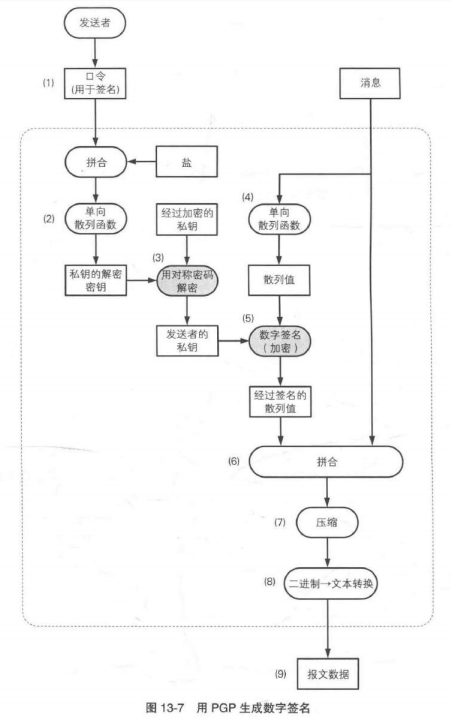 发送者
(1)
口令
(用于签名)
消息
拼合
盐
(2)
单向
散列函数
经过加密的
私钥
(4)
单向
散列函数
私钥的解密
密钥
(3)
用对称密码
解密
散列值
发送者的
私钥
(5)
数字签名
(加密)
经过签名的
散列值
(6)
拼合
(7)
压缩
(8)
二进制→文本转换
(9)
报文数据
图 13-7 用 PGP 生成数字签名